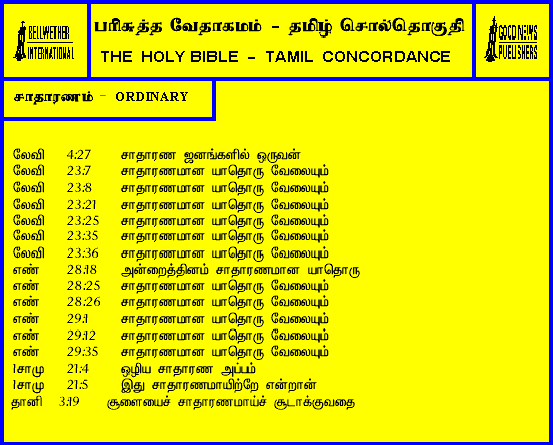 BELLWETHER
INTERNATIONAL
பரிசுத்த வேதாகமம் - தமிழ் சொல்தொகுதி
THE HOLY BIBLE - TAMIL CONCORDANCE
GOOD NEWS
PUBLISHERS
சாதாரணம் - ORDINARY
லேவி 4:27 சாதாரண ஜனங்களில் ஒருவன்
லேவி 23:7 சாதாரணமான யாதொரு வேலையும்
லேவி 23:8 சாதாரணமான யாதொரு வேலையும்
லேவி 23:21 சாதாரணமான யாதொரு வேலையும்
லேவி 23:25 சாதாரணமான யாதொரு வேலையும்
லேவி 23:35 சாதாரணமான யாதொரு வேலையும்
லேவி 23:36 சாதாரணமான யாதொரு வேலையும்
எண் 28:18 அன்றைத்தினம் சாதாரணமான யாதொரு
எண் 28:25 சாதாரணமான யாதொரு வேலையும்
எண் 28:26 சாதாரணமான யாதொரு வேலையும்
எண் 29:1 சாதாரணமான யாதொரு வேலையும்
எண் 29:12 சாதாரணமான யாதொரு வேலையும்
எண் 29:35 சாதாரணமான யாதொரு வேலையும்
1சாமு 21:4 ஒழிய சாதாரண அப்பம்
1சாமு 21:5 இது சாதாரணமாயிற்றே என்றான்
தானி 3:19 சூளையைச் சாதாரணமாய்ச் சூடாக்குவதை